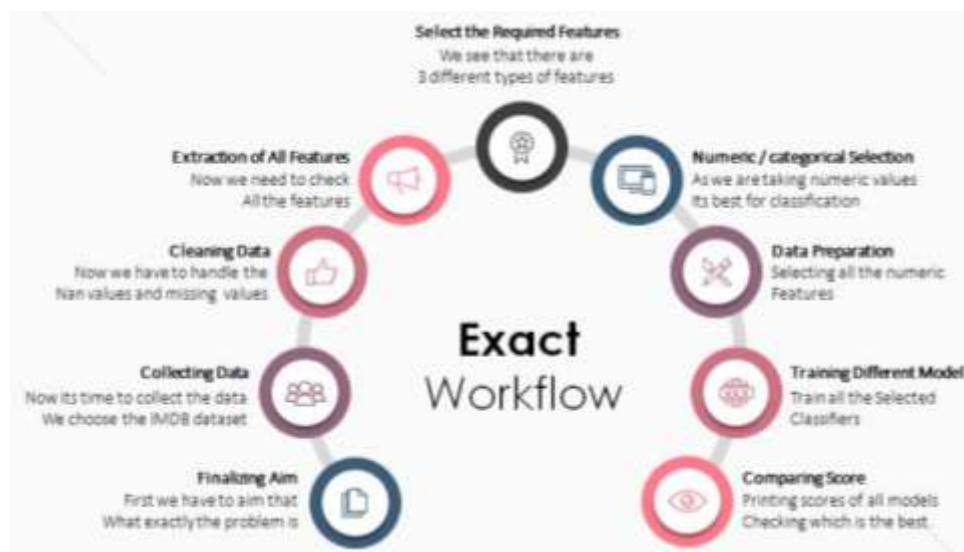 Select the Required Features
We see that there are
3 different types of features
Extraction of All Features
Now we need to check
All the features
Numeric / categorical Selection
As we are taking numeric values
Its best for classification
Cleaning Data
Now we have to handle the
Nan values and missing values
Data Preparation
Selecting all the numeric
Features
Exact
Workflow
Collecting Data
Now its time to collect the data
We choose the IMDB dataset
Training Different Model
Train all the Selected
Classifiers
Finalizing Aim
First we have to aim that
What exactly the problem is
Comparing Score
Printing scores of all models
Checking which is the best.